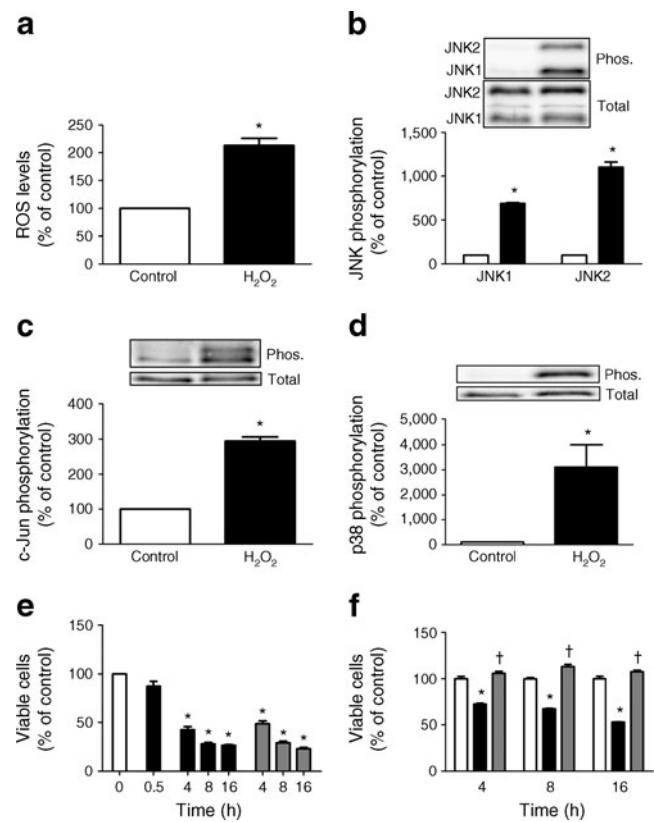 a
ROS levels
(% of control)
250
200
150
100
50
0
*
Control
H₂O₂
b
JNK2
JNK1
Phos.
JNK2
JNK1
Total
JNK phosphorylation
(% of control)
1,500
1,000
500
0
*
*
JNK1
JNK2
c
Phos.
Total
c-Jun phosphorylation
(% of control)
400
300
200
100
0
*
Control
H₂O₂
d
Phos.
Total
p38 phosphorylation
(% of control)
5,000
4,000
3,000
2,000
1,000
0
*
Control
H₂O₂
e
Viable cells
(% of control)
150
100
50
0
* * * * * *
0 0.5 4 8 16 4 8 16
Time (h)
f
Viable cells
(% of control)
150
100
50
0
* † * † * †
4 8 16
Time (h)